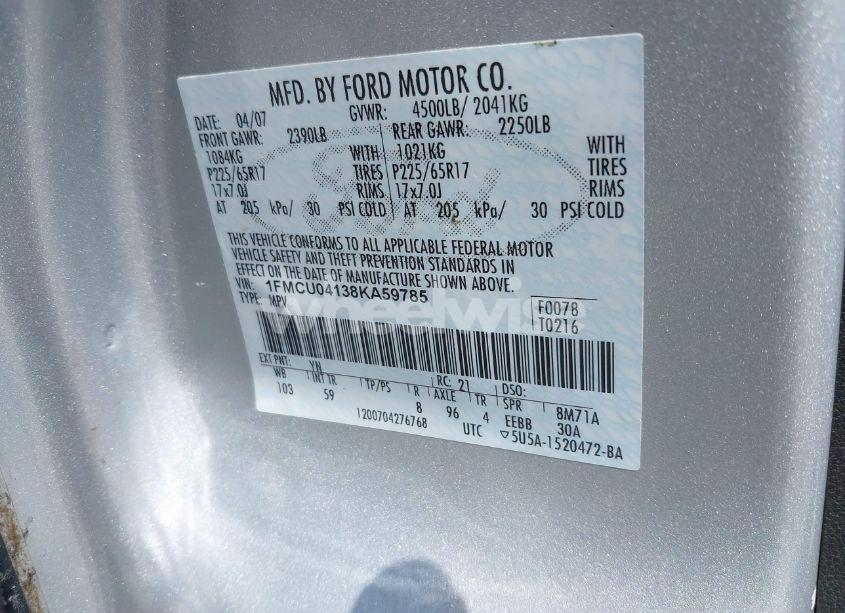 MFD. BY FORD MOTOR CO.
DATE: 04/07 GVWR: 4500LB/ 2041KG
FRONT GAWR: 2390LB REAR GAWR: 2250LB
1084KG WITH 1021KG WITH
P225/65R17 TIRES P225/65R17 TIRES
17x7.0J RIMS 17x7.0J RIMS
AT 205 kPa/ 30 PSI COLD AT 205 kPa/ 30 PSI COLD
THIS VEHICLE CONFORMS TO ALL APPLICABLE FEDERAL MOTOR
VEHICLE SAFETY AND THEFT PREVENTION STANDARDS IN
EFFECT ON THE DATE OF MANUFACTURE SHOWN ABOVE.
VIN: 1FMCU04138KA59785
TYPE: MPV
F0078
T0216
wheelwise
EXT PNT: YN RC: 21 DSO:
WB INT TR TP/PS R AXLE TR SPR 8M71A
103 59 8 96 4 EEBB 30A
1200704276768 UTC 5U5A-1520472-BA